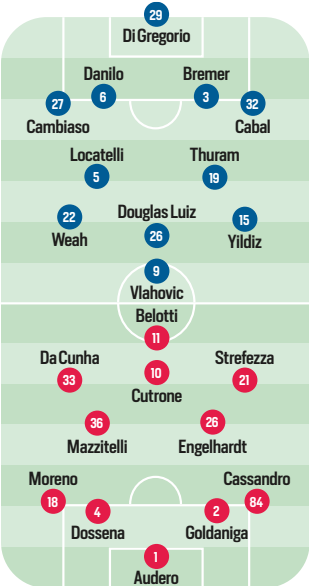 29
Di Gregorio
Danilo
Bremer
6
3
27
32
Cambiaso
Cabal
Locatelli
Thuram
5
19
22
Douglas Luiz
15
Weah
26
Yildiz
9
Vlahovic
Belotti
11
Da Cunha
Strefezza
33
10
21
Cutrone
36
26
Mazzitelli
Engelhardt
Moreno
Cassandro
18
84
4
2
Dossena
Goldaniga
1
Audero